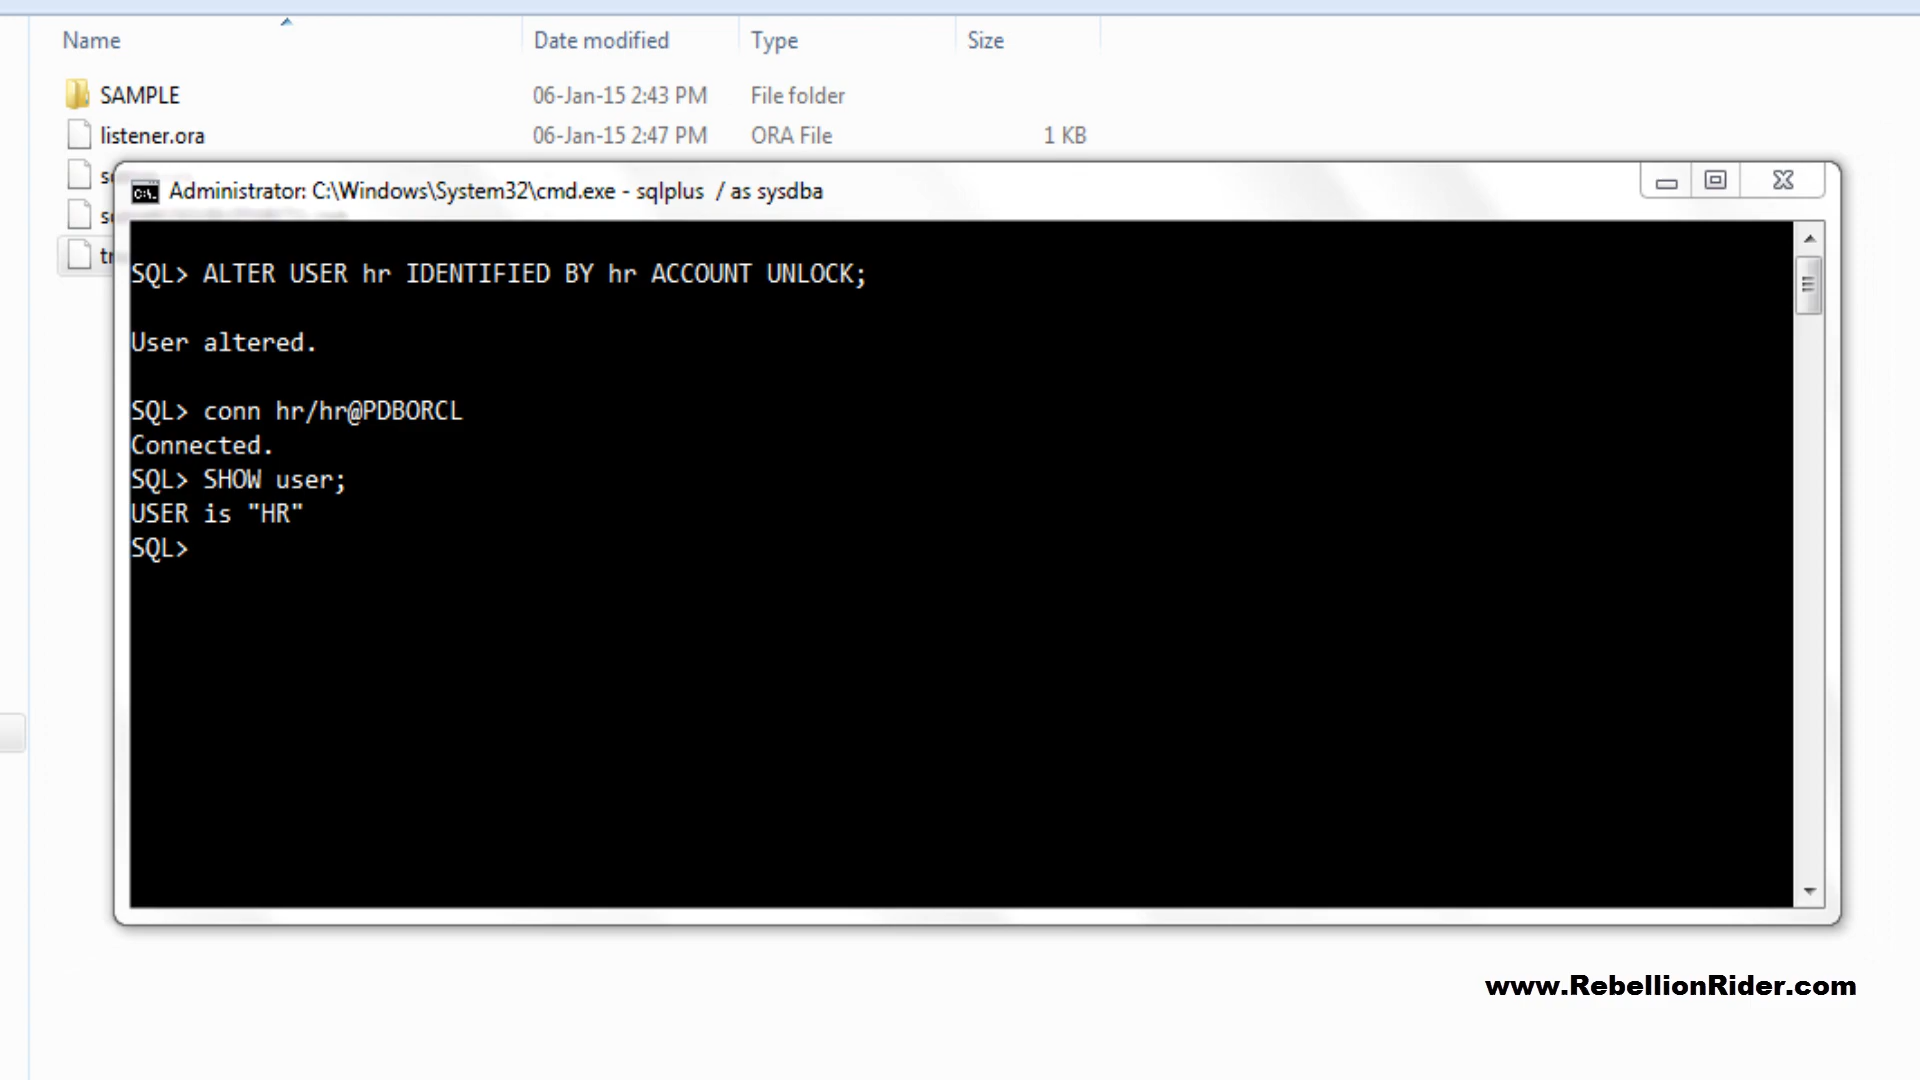 Name Date modified Type Size
SAMPLE 06-Jan-15 2:43 PM File folder
listener.ora 06-Jan-15 2:47 PM ORA File 1 KB
Administrator: C:\Windows\System32\cmd.exe - sqlplus / as sysdba
SQL> ALTER USER hr IDENTIFIED BY hr ACCOUNT UNLOCK;
User altered.
SQL> conn hr/hr@PDBORCL
Connected.
SQL> SHOW user;
USER is "HR"
SQL>
www.RebellionRider.com